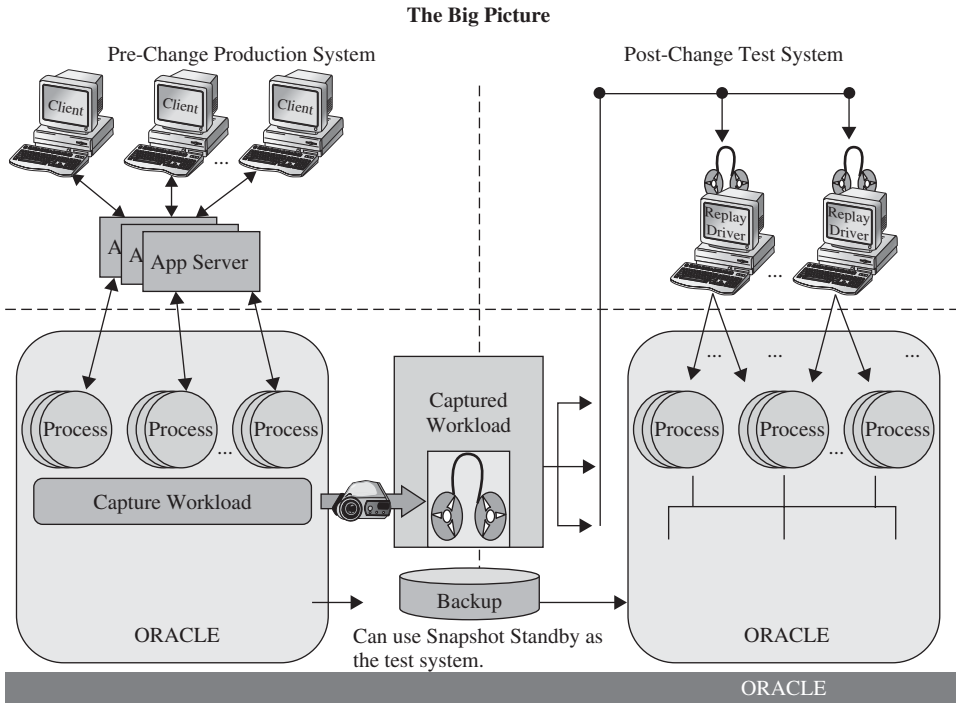 The Big Picture
Pre-Change Production System
Post-Change Test System
Client
Client
Client
...
Replay
Driver
Replay
Driver
...
A
A
App Server
...
...
...
Process
Process
...
Process
Captured
Workload
Process
Process
...
Process
Capture Workload
Backup
ORACLE
Can use Snapshot Standby as
the test system.
ORACLE
ORACLE